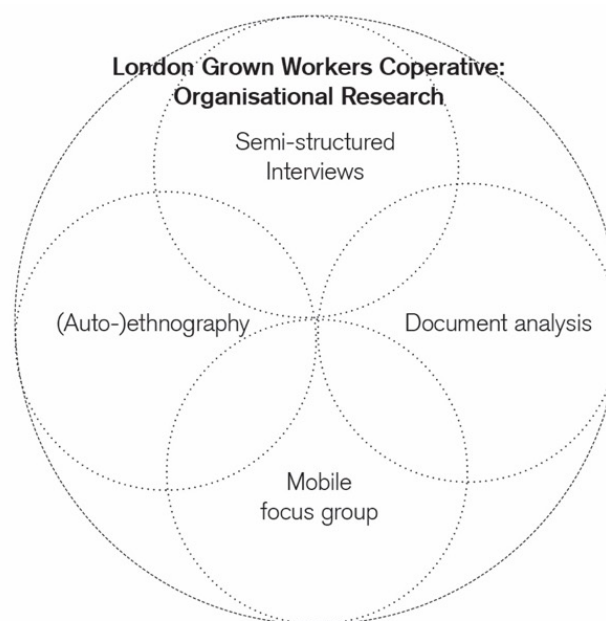 London Grown Workers Coperative:
Organisational Research
Semi-structured
Interviews
(Auto-)ethnography
Document analysis
Mobile
focus group